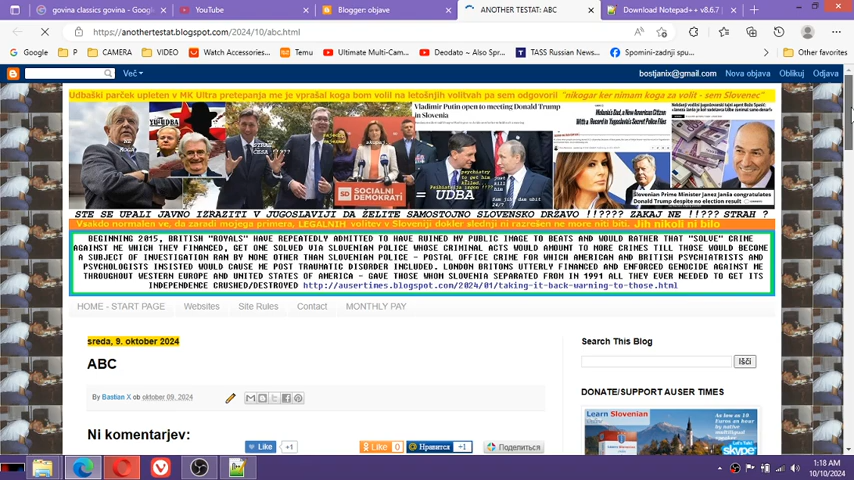 govina classics govina - Google
YouTube
Blogger: objave
ANOTHER TESTAT: ABC
Download Notepad++ v8.6.7
https://anothertestat.blogspot.com/2024/10/abc.html
Google
P
CAMERA
VIDEO
Watch Accessories...
Temu
Ultimate Multi-Cam...
Deodato ~ Also Spr...
TASS Russian News...
Spomini-zadnji spu...
Other favorites
Več
bostjanix@gmail.com Nova objava Oblikuj Odjava
Udbaški parček upleten v MK Ultra pretepanja me je vprašal koga bom volil na letošnjih volitvah pa sem odgovoril "nikogar ker nimam koga za volit - sem Slovenec"
Vladimir Putin open to meeting Donald Trump
in Slovenia
SOCIALNI
DEMOKRATI
= UDBA
Slovenian Prime Minister Janez Janša congratulates
Donald Trump despite no election result
STE SE UPALI JAVNO IZRAZITI V JUGOSLAVIJI DA ŽELITE SAMOSTOJNO SLOVENSKO DRŽAVO !!???? ZAKAJ NE !!???? STRAH ?
Vsakdo normalen ve, da zaradi mojega primera, LEGALNIH volitev v Sloveniji dokler slednji ni razrešen ne more niti biti. Jih nikoli ni bilo
BEGINNING 2015, BRITISH "ROYALS" HAVE REPEATEDLY ADMITTED TO HAVE RUINED MY PUBLIC IMAGE TO BEATS AND WOULD RATHER THAT "SOLVE" CRIME
AGAINST ME WHICH THEY FINANCED, GET ONE SOLVED VIA SLOVENIAN POLICE WHOSE CRIMINAL ACTS WOULD AMOUNT TO MORE CRIMES TILL THOSE WOULD BECOME
A SUBJECT OF INVESTIGATION RAN BY NONE OTHER THAN SLOVENIAN POLICE - POSTAL OFFICE CRIME FOR WHICH AMERICAN AND BRITISH PSYCHIATRISTS AND
PSYCHOLOGISTS INSISTED WOULD CAUSE ME POST TRAUMATIC DISORDER INCLUDED. LONDON BRITONS UTTERLY FINANCED AND ENFORCED GENOCIDE AGAINST ME
THROUGHOUT WESTERN EUROPE AND UNITED STATES OF AMERICA - GAVE THOSE WHOM SLOVENIA SEPARATED FROM IN 1991 ALL THEY EVER NEEDED TO GET ITS
INDEPENDENCE CRUSHED/DESTROYED http://ausertimes.blogspot.com/2024/01/taking-it-back-warning-to-those.html
HOME - START PAGE Websites Site Rules Contact MONTHLY PAY
sreda, 9. oktober 2024
ABC
By Bastian X ob oktober 09, 2024
Ni komentarjev:
Like +1
Like 0
Нравится +1
Поделиться
Search This Blog
Išči
DONATE/SUPPORT AUSER TIMES
Learn Slovenian
skype
1:18 AM
10/10/2024